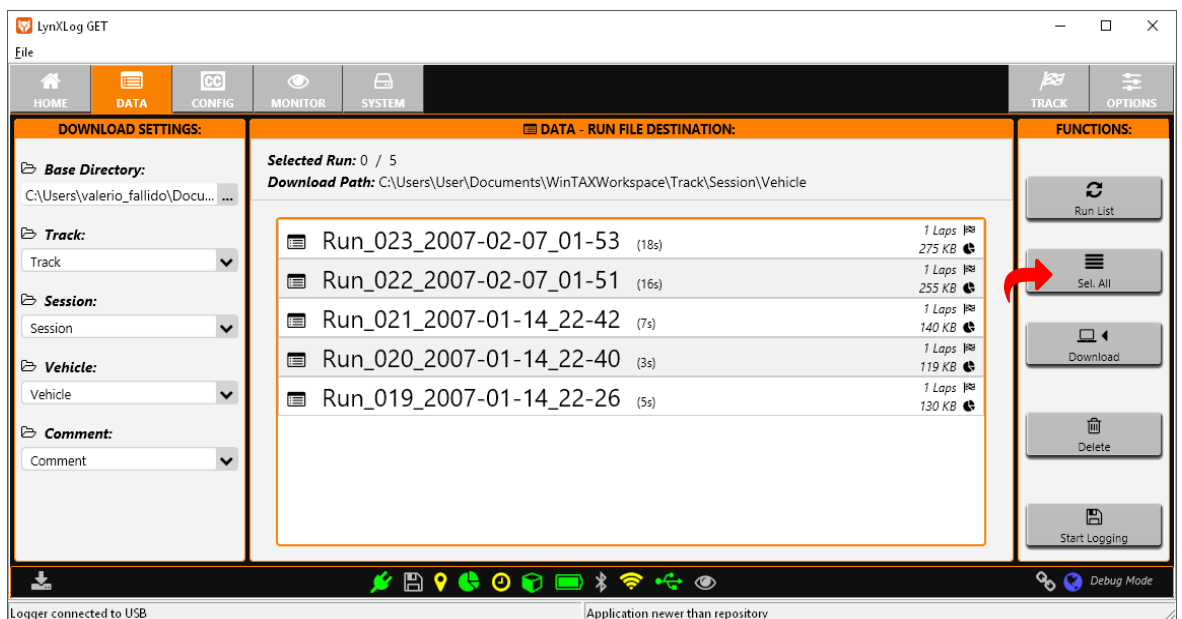 LynXLog GET
File
HOME DATA CONFIG MONITOR SYSTEM TRACK OPTIONS
DOWNLOAD SETTINGS:
Base Directory:
C:\Users\valerio_fallido\Docu... ...
Track:
Track
Session:
Session
Vehicle:
Vehicle
Comment:
Comment
DATA - RUN FILE DESTINATION:
Selected Run: 0 / 5
Download Path: C:\Users\User\Documents\WinTAXWorkspace\Track\Session\Vehicle
Run_023_2007-02-07_01-53 (18s)
1 Laps
275 KB
Run_022_2007-02-07_01-51 (16s)
1 Laps
255 KB
Run_021_2007-01-14_22-42 (7s)
1 Laps
140 KB
Run_020_2007-01-14_22-40 (3s)
1 Laps
119 KB
Run_019_2007-01-14_22-26 (5s)
1 Laps
130 KB
FUNCTIONS:
Run List
Sel. All
Download
Delete
Start Logging
Debug Mode
Logger connected to USB
Application newer than repository